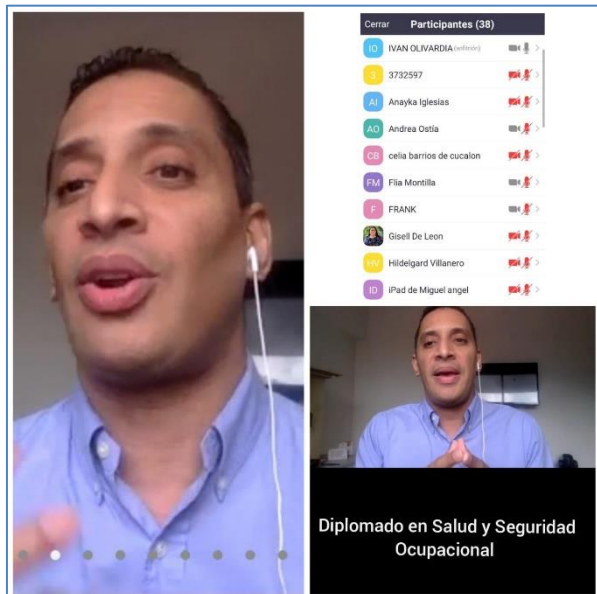 Cerrar Participantes (38)
IO IVAN OLIVARDIA (anfitrión)
3 3732597
AI Anayka Iglesias
AO Andrea Ostía
CB celia barrios de cucalon
FM Flia Montilla
F FRANK
Gisell De Leon
HV Hildelgard Villanero
ID iPad de Miguel angel
Diplomado en Salud y Seguridad
Ocupacional